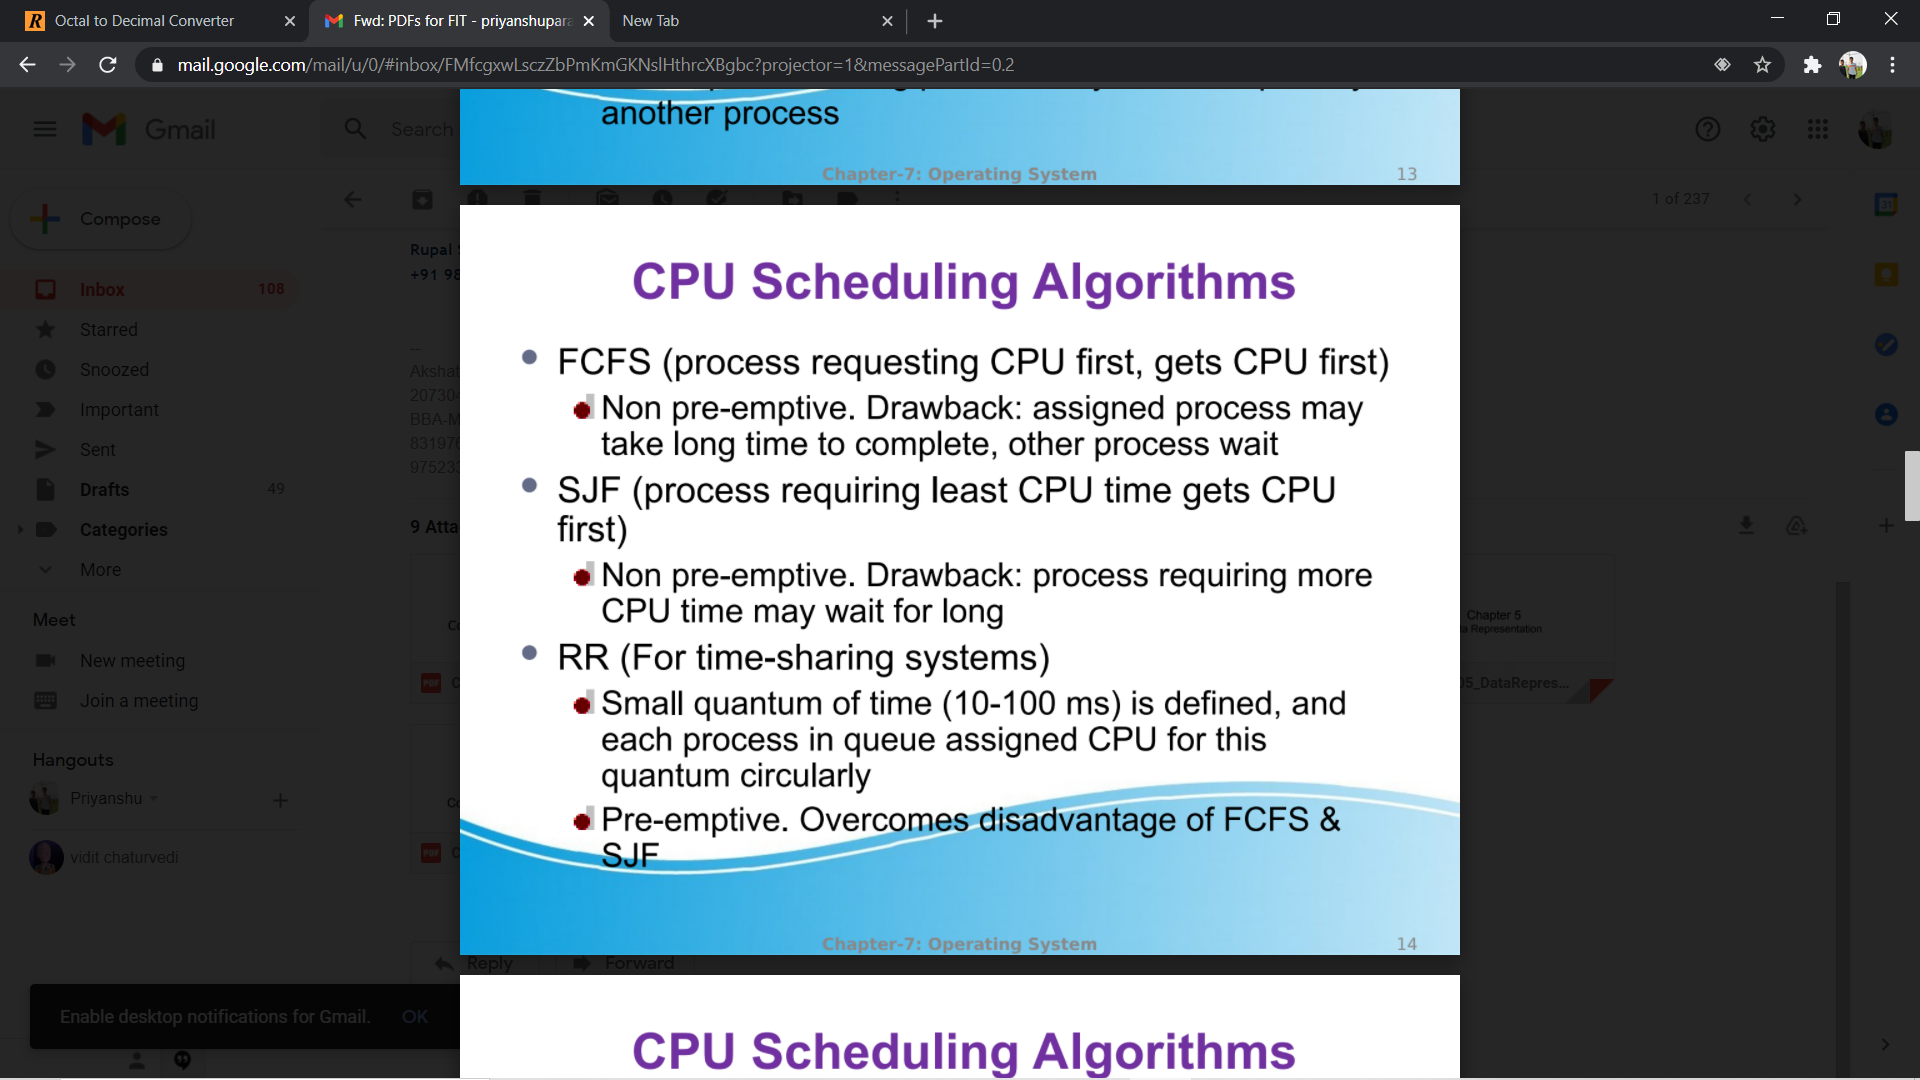 Octal to Decimal Converter
Fwd: PDFs for FIT - priyanshupara
New Tab
mail.google.com/mail/u/0/#inbox/FMfcgxwLsczZbPmKmGKNslHthrcXBgbc?projector=1&messagePartId=0.2
Gmail
Search
another process
Chapter-7: Operating System
13
Compose
1 of 237
31
Rupal
+91 98
Inbox
108
Starred
Snoozed
Important
Sent
Drafts
49
Categories
More
--
Akshat
20730
BBA-M
83197
97523
9 Atta
CPU Scheduling Algorithms
FCFS (process requesting CPU first, gets CPU first)
Non pre-emptive. Drawback: assigned process may
take long time to complete, other process wait
SJF (process requiring least CPU time gets CPU
first)
Non pre-emptive. Drawback: process requiring more
CPU time may wait for long
RR (For time-sharing systems)
Small quantum of time (10-100 ms) is defined, and
each process in queue assigned CPU for this
quantum circularly
Pre-emptive. Overcomes disadvantage of FCFS &
SJF
Chapter-7: Operating System
14
Chapter 5
a Representation
05_DataRepres...
Meet
New meeting
Join a meeting
Hangouts
Priyanshu
vidit chaturvedi
Co
PDF
C
Co
PDF
C
Reply
Forward
Enable desktop notifications for Gmail.
OK
CPU Scheduling Algorithms